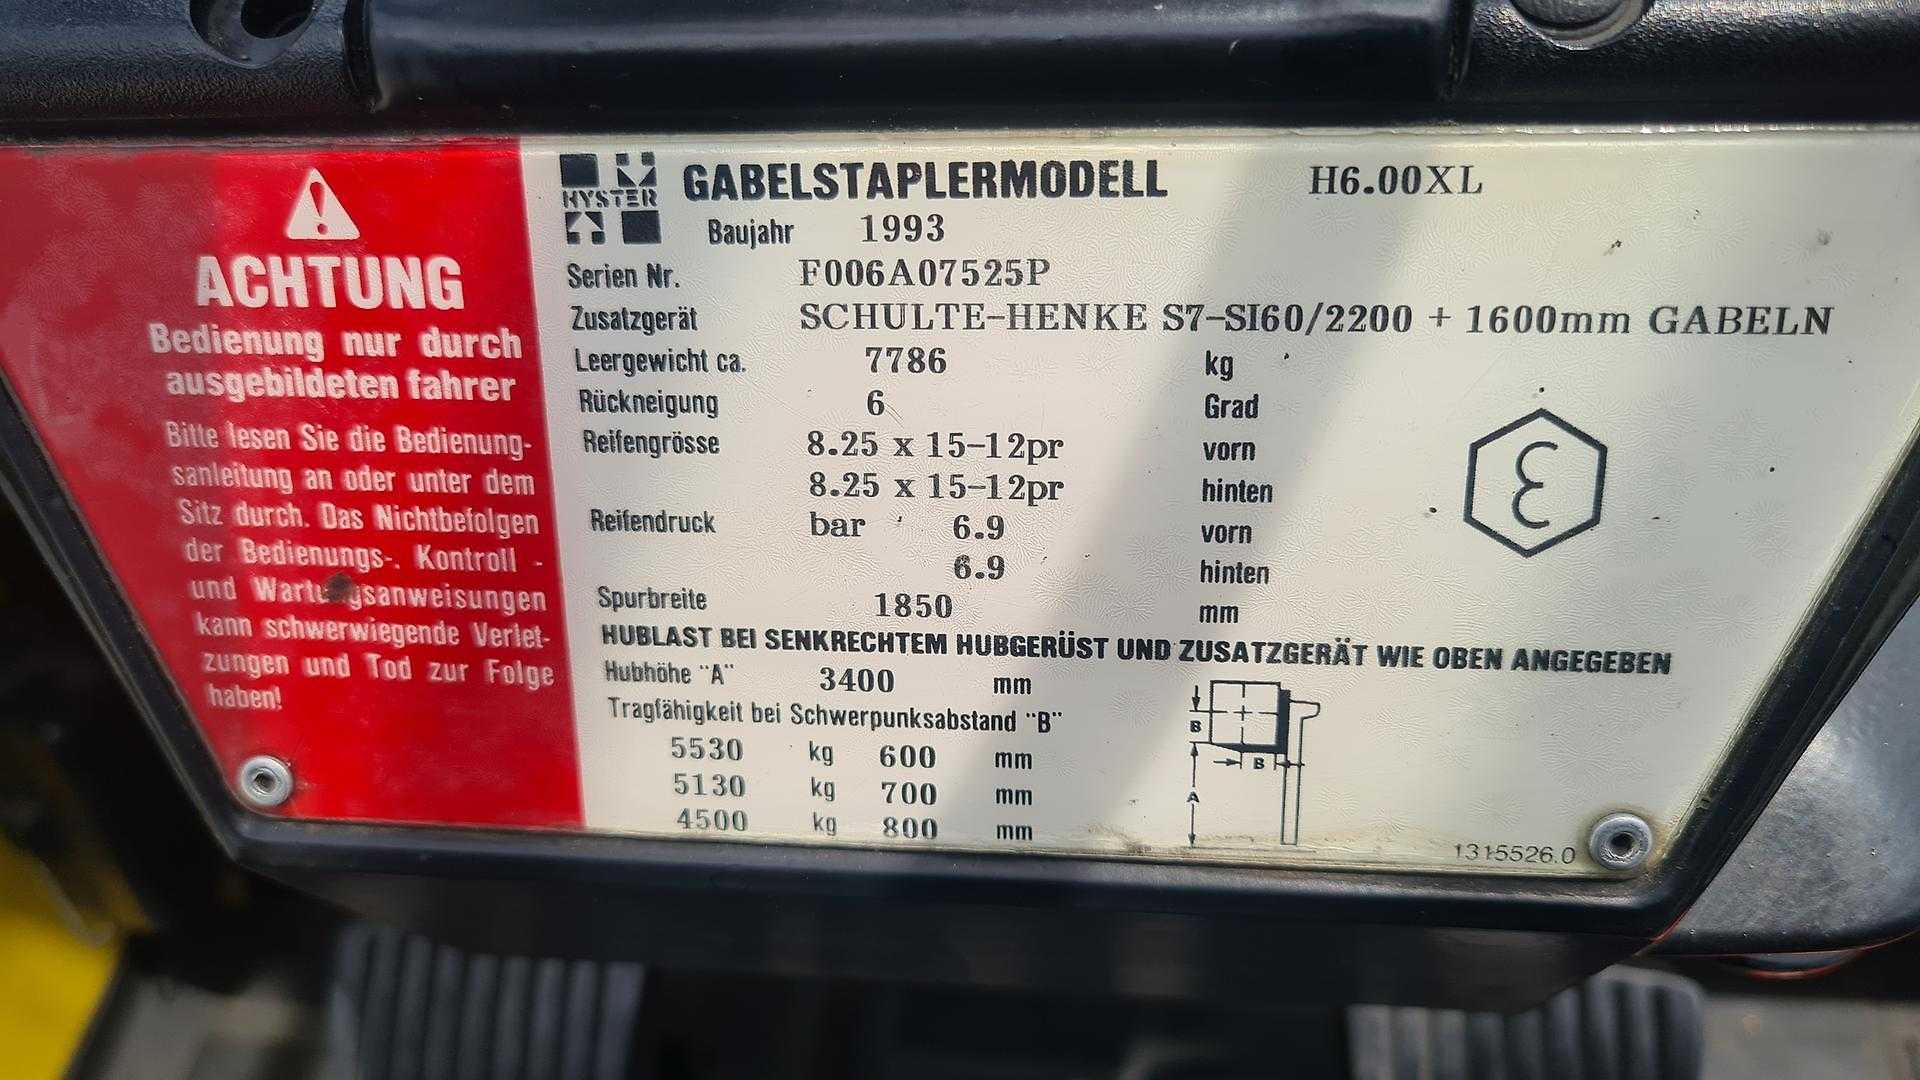 ACHTUNG
Bedienung nur durch
ausgebildeten fahrer
Bitte lesen Sie die Bedienung-
sanleitung an oder unter dem
Sitz durch. Das Nichtbefolgen
der Bedienungs-. Kontroll -
und Wartungsanweisungen
kann schwerwiegende Verlet-
zungen und Tod zur Folge
haben!
HYSTER
GABELSTAPLERMODELL H6.00XL
Baujahr 1993
Serien Nr. F006A07525P
Zusatzgerät SCHULTE-HENKE S7-SI60/2200 + 1600mm GABELN
Leergewicht ca. 7786 kg
Rückneigung 6 Grad
Reifengrösse 8.25 x 15-12pr vorn
8.25 x 15-12pr hinten
Reifendruck bar 6.9 vorn
6.9 hinten
Spurbreite 1850 mm
HUBLAST BEI SENKRECHTEM HUBGERÜST UND ZUSATZGERÄT WIE OBEN ANGEGEBEN
Hubhöhe "A" 3400 mm
Tragfähigkeit bei Schwerpunksabstand "B"
5530 kg 600 mm
5130 kg 700 mm
4500 kg 800 mm
B
B
A
1315526.0